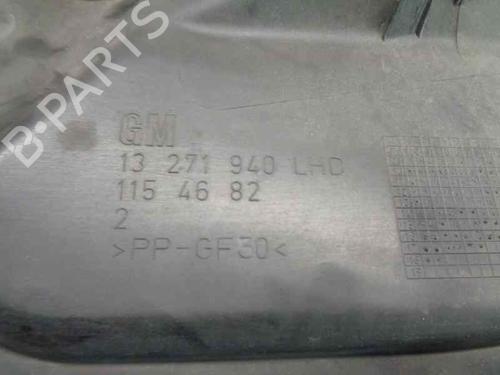 B-PARTS
GM
13 271 940 LHD
115 46 82
2
>PP-GF30<